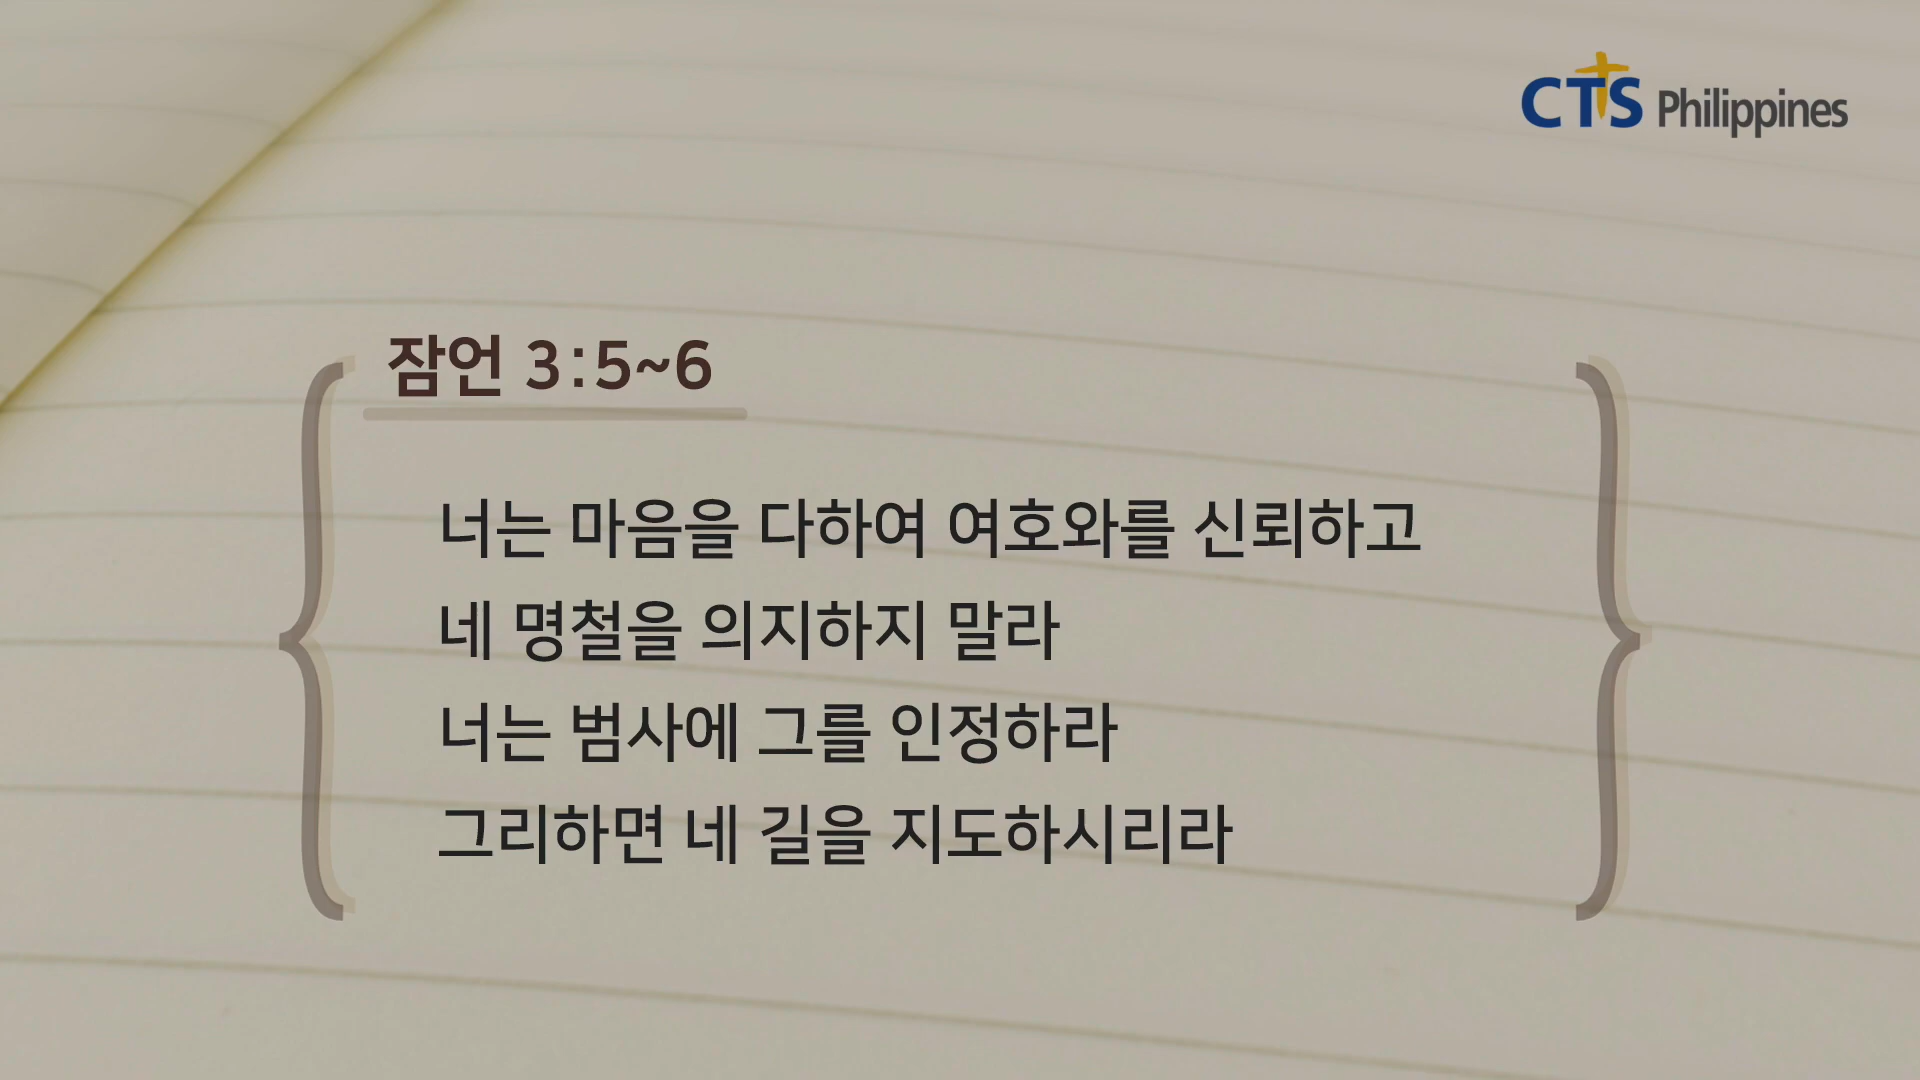 CTS Philippines
잠언 3:5~6
너는 마음을 다하여 여호와를 신뢰하고
네 명철을 의지하지 말라
너는 범사에 그를 인정하라
그리하면 네 길을 지도하시리라